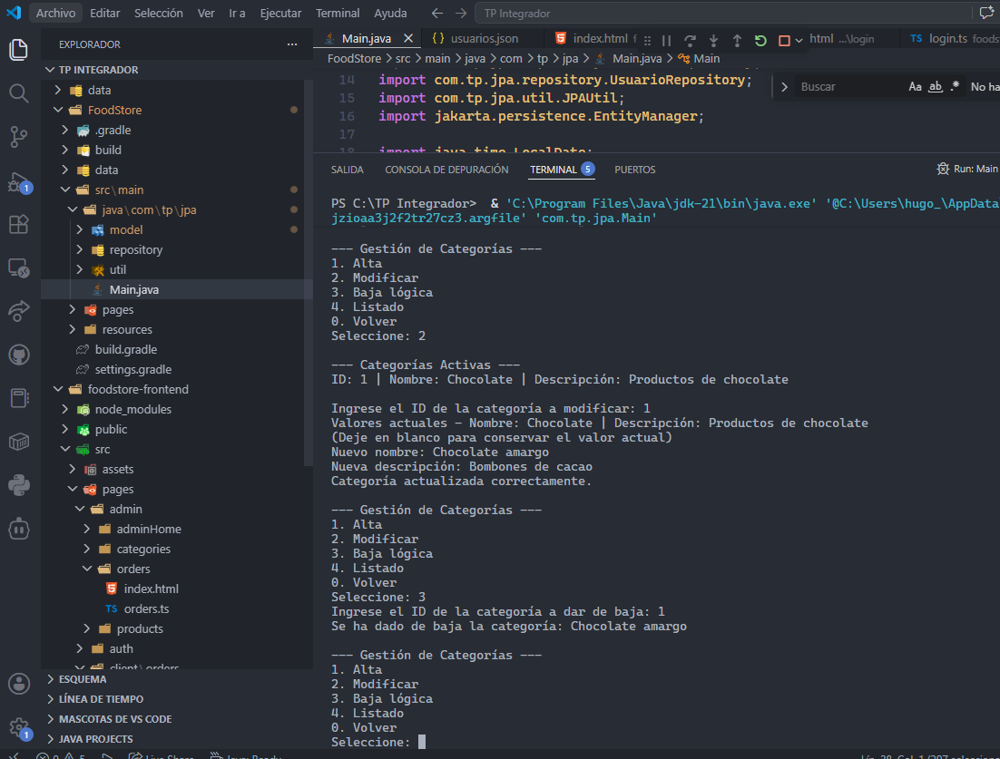 Archivo Editar Selección Ver Ir a Ejecutar Terminal Ayuda TP Integrador
EXPLORADOR
TP INTEGRADOR
data
FoodStore
.gradle
build
data
src\main
java\com\tp\jpa
model
repository
util
Main.java
pages
resources
build.gradle
settings.gradle
foodstore-frontend
node_modules
public
src
assets
pages
admin
adminHome
categories
orders
index.html
orders.ts
products
auth
client\orders
ESQUEMA
LÍNEA DE TIEMPO
MASCOTAS DE VS CODE
JAVA PROJECTS
1
1
Main.java usuarios.json index.html f html ...\login TS login.ts foods
FoodStore > src > main > java > com > tp > jpa > Main.java > Main
14 import com.tp.jpa.repository.UsuarioRepository;
15 import com.tp.jpa.util.JPAUtil;
16 import jakarta.persistence.EntityManager;
17
18 import java.time.LocalDate;
Buscar Aa ab .* No ha
SALIDA CONSOLA DE DEPURACIÓN TERMINAL 5 PUERTOS Run: Main
PS C:\TP Integrador> & 'C:\Program Files\Java\jdk-21\bin\java.exe' '@C:\Users\hugo_\AppData
jzioaa3j2f2tr27cz3.argfile' 'com.tp.jpa.Main'
--- Gestión de Categorías ---
1. Alta
2. Modificar
3. Baja lógica
4. Listado
0. Volver
Seleccione: 2
--- Categorías Activas ---
ID: 1 | Nombre: Chocolate | Descripción: Productos de chocolate
Ingrese el ID de la categoría a modificar: 1
Valores actuales - Nombre: Chocolate | Descripción: Productos de chocolate
(Deje en blanco para conservar el valor actual)
Nuevo nombre: Chocolate amargo
Nueva descripción: Bombones de cacao
Categoría actualizada correctamente.
--- Gestión de Categorías ---
1. Alta
2. Modificar
3. Baja lógica
4. Listado
0. Volver
Seleccione: 3
Ingrese el ID de la categoría a dar de baja: 1
Se ha dado de baja la categoría: Chocolate amargo
--- Gestión de Categorías ---
1. Alta
2. Modificar
3. Baja lógica
4. Listado
0. Volver
Seleccione:
0 5 Live Share Java: Ready